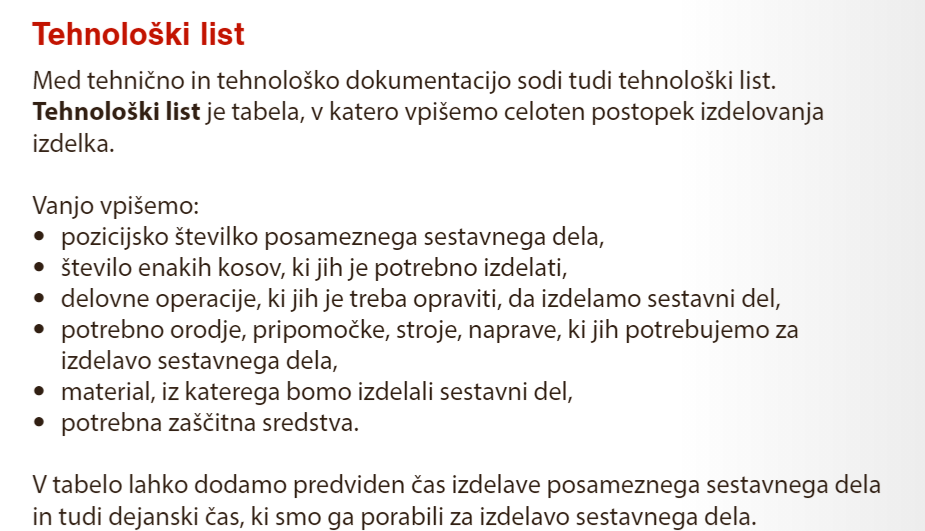 Tehnološki list
Med tehnično in tehnološko dokumentacijo sodi tudi tehnološki list.
Tehnološki list je tabela, v katero vpišemo celoten postopek izdelovanja
izdelka.
Vanjo vpišemo:
• pozicijsko številko posameznega sestavnega dela,
• število enakih kosov, ki jih je potrebno izdelati,
• delovne operacije, ki jih je treba opraviti, da izdelamo sestavni del,
• potrebno orodje, pripomočke, stroje, naprave, ki jih potrebujemo za
izdelavo sestavnega dela,
• material, iz katerega bomo izdelali sestavni del,
• potrebna zaščitna sredstva.
V tabelo lahko dodamo predviden čas izdelave posameznega sestavnega dela
in tudi dejanski čas, ki smo ga porabili za izdelavo sestavnega dela.